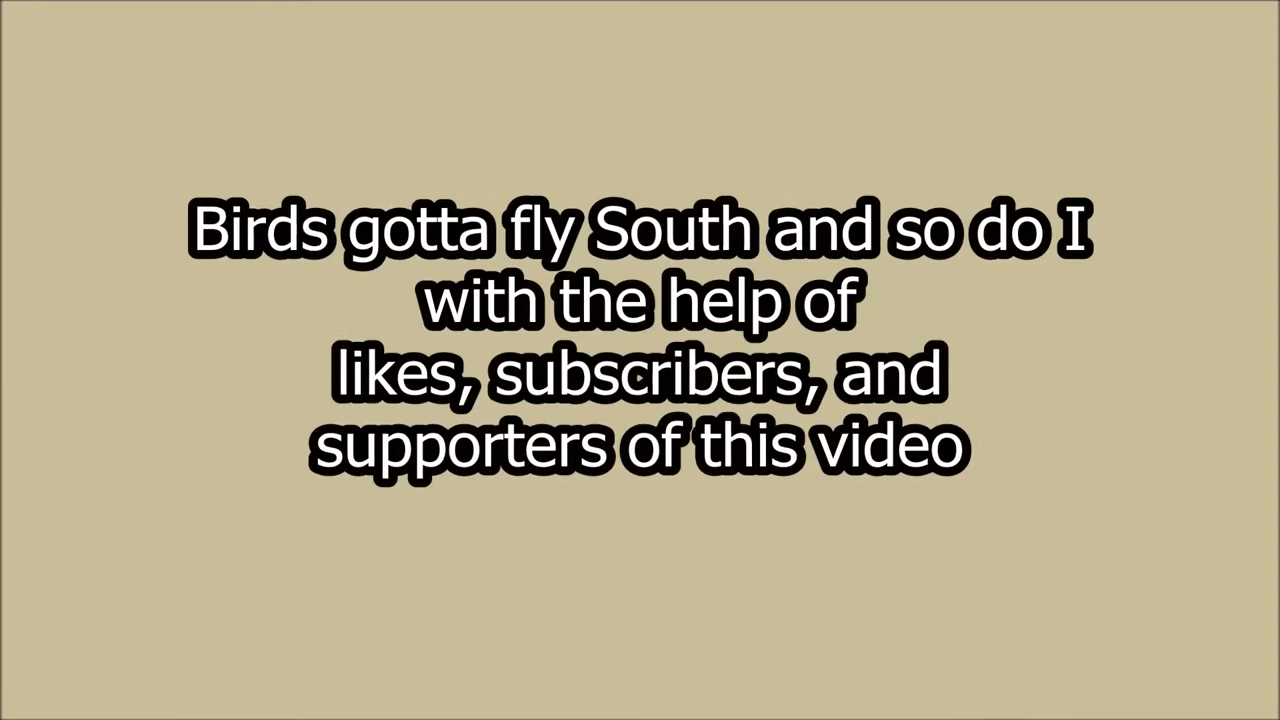 Birds gotta fly South and so do I
with the help of
likes, subscribers, and
supporters of this video